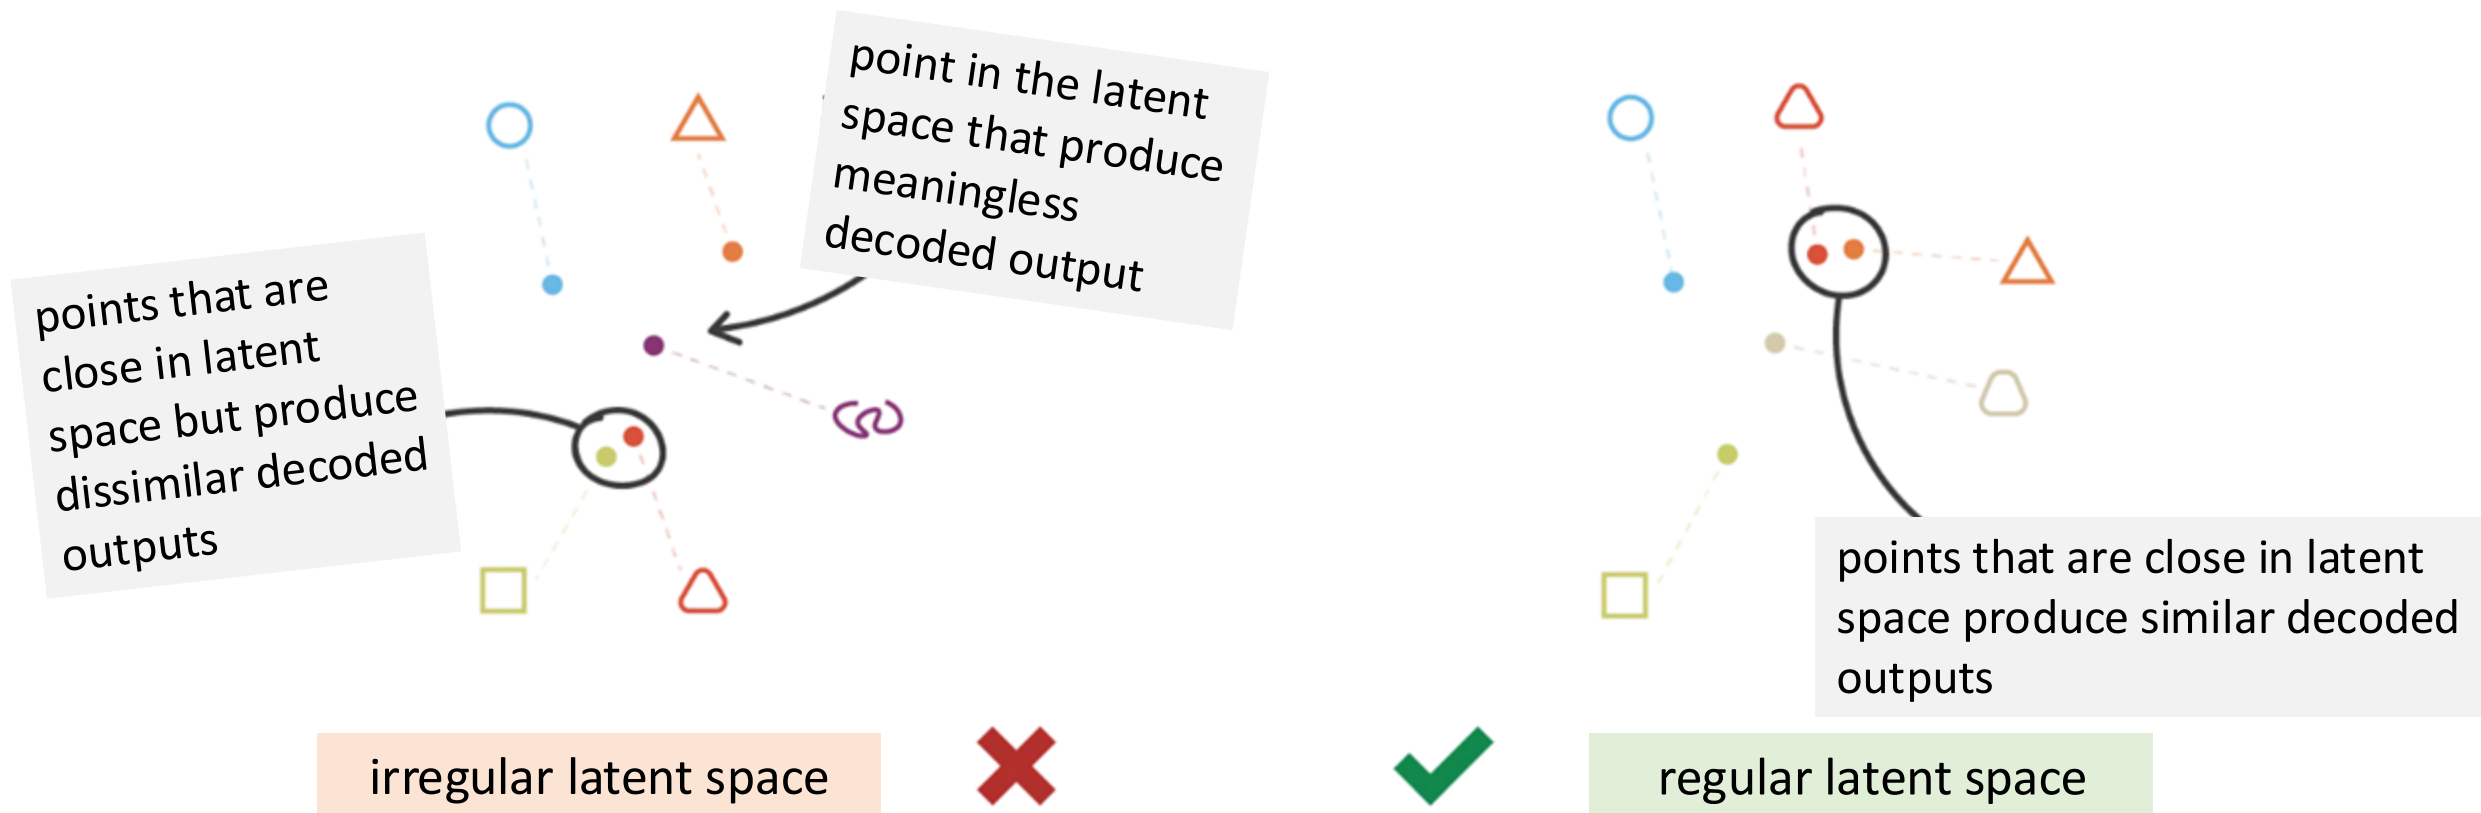 point in the latent
space that produce
meaningless
decoded output
points that are
close in latent
space but produce
dissimilar decoded
outputs
points that are close in latent
space produce similar decoded
outputs
irregular latent space
regular latent space